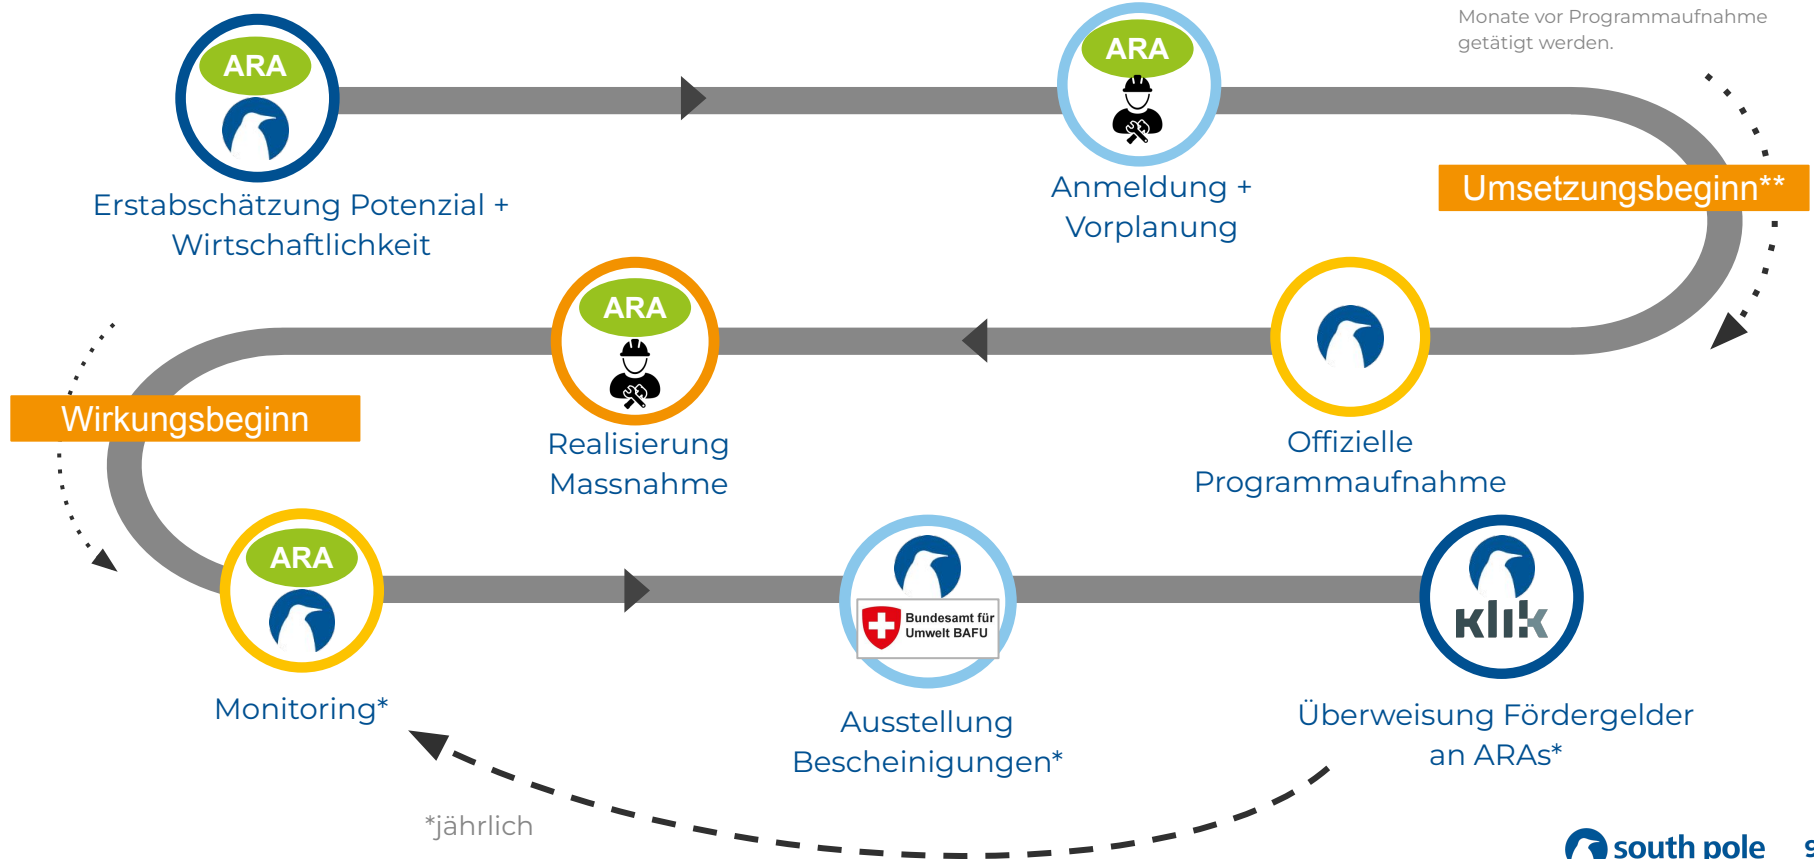 Monate vor Programmaufnahme
getätigt werden.
ARA
ARA
Erstabschätzung Potenzial +
Wirtschaftlichkeit
Anmeldung +
Vorplanung
Umsetzungsbeginn**
ARA
Wirkungsbeginn
Realisierung
Massnahme
Offizielle
Programmaufnahme
ARA
Bundesamt für
Umwelt BAFU
klik
Monitoring*
Ausstellung
Bescheinigungen*
Überweisung Fördergelder
an ARAs*
*jährlich
south pole
9